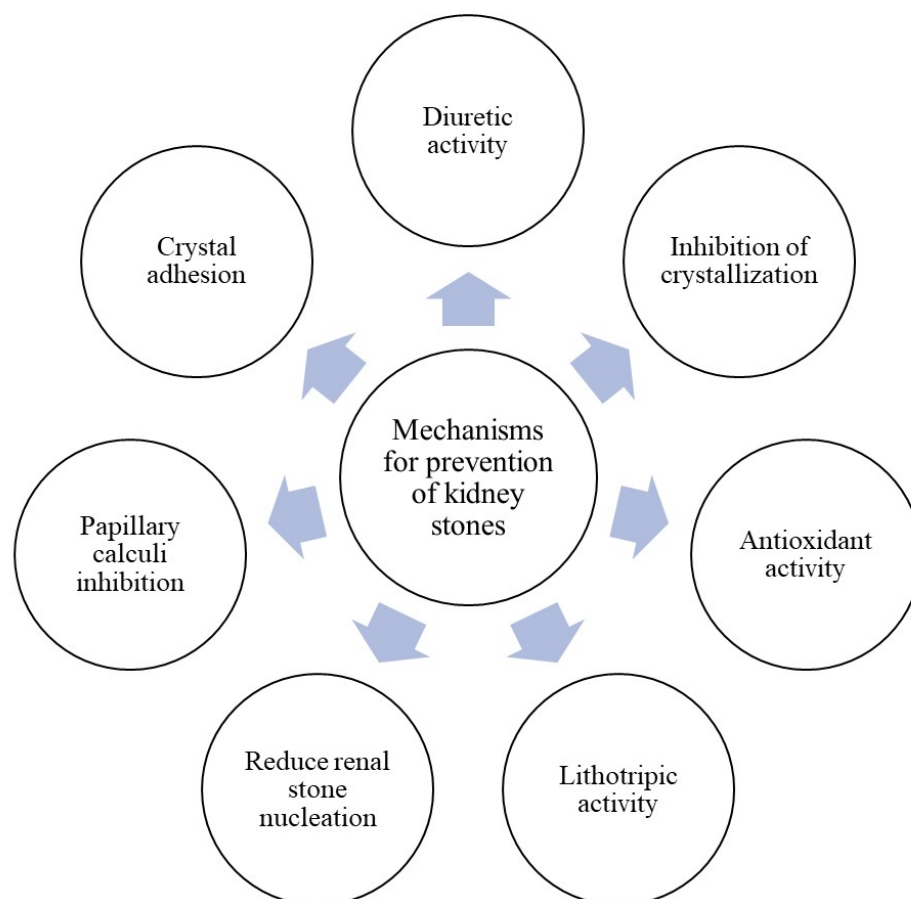 Diuretic
activity
Inhibition of
crystallization
Antioxidant
activity
Lithotripic
activity
Reduce renal
stone
nucleation
Papillary
calculi
inhibition
Crystal
adhesion
Mechanisms
for prevention
of kidney
stones